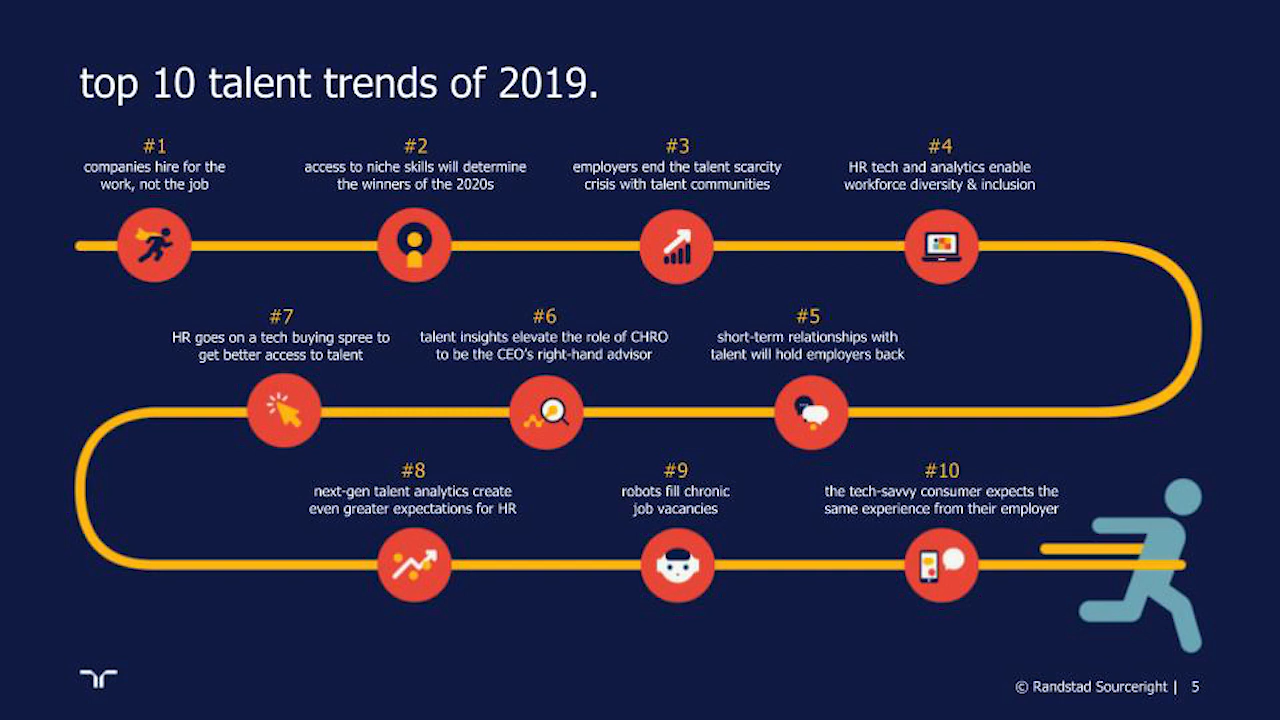 top 10 talent trends of 2019.
#1
companies hire for the
work, not the job
#2
access to niche skills will determine
the winners of the 2020s
#3
employers end the talent scarcity
crisis with talent communities
#4
HR tech and analytics enable
workforce diversity & inclusion
#5
short-term relationships with
talent will hold employers back
#6
talent insights elevate the role of CHRO
to be the CEO's right-hand advisor
#7
HR goes on a tech buying spree to
get better access to talent
#8
next-gen talent analytics create
even greater expectations for HR
#9
robots fill chronic
job vacancies
#10
the tech-savvy consumer expects the
same experience from their employer
© Randstad Sourceright | 5